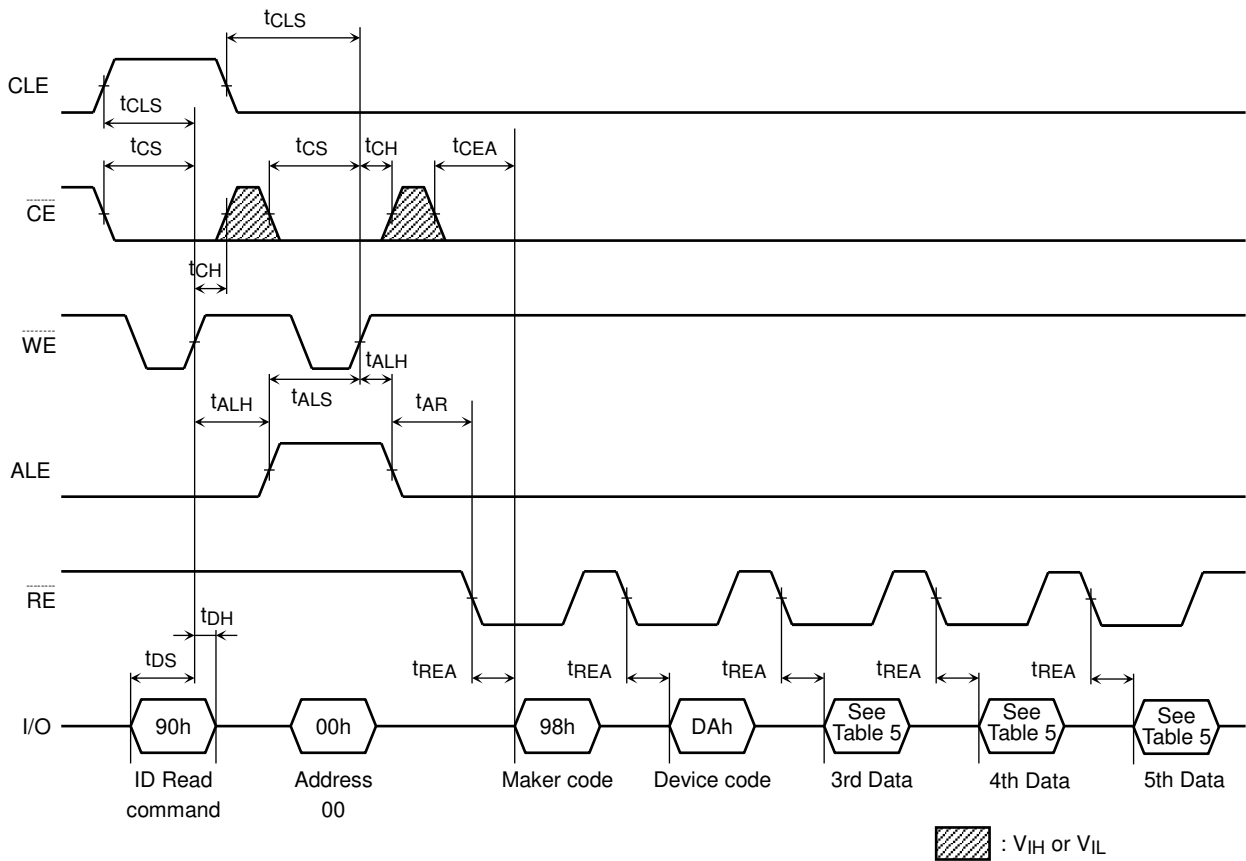 tCLS
CLE
tCLS
tCS
tCS
tCH
tCEA
CE
tCH
WE
tALH
tALH
tALS
tAR
ALE
RE
tDH
tDS
tREA
tREA
tREA
tREA
tREA
I/O
90h
00h
98h
DAh
See
Table 5
See
Table 5
See
Table 5
ID Read
command
Address
00
Maker code
Device code
3rd Data
4th Data
5th Data
: VIH or VIL